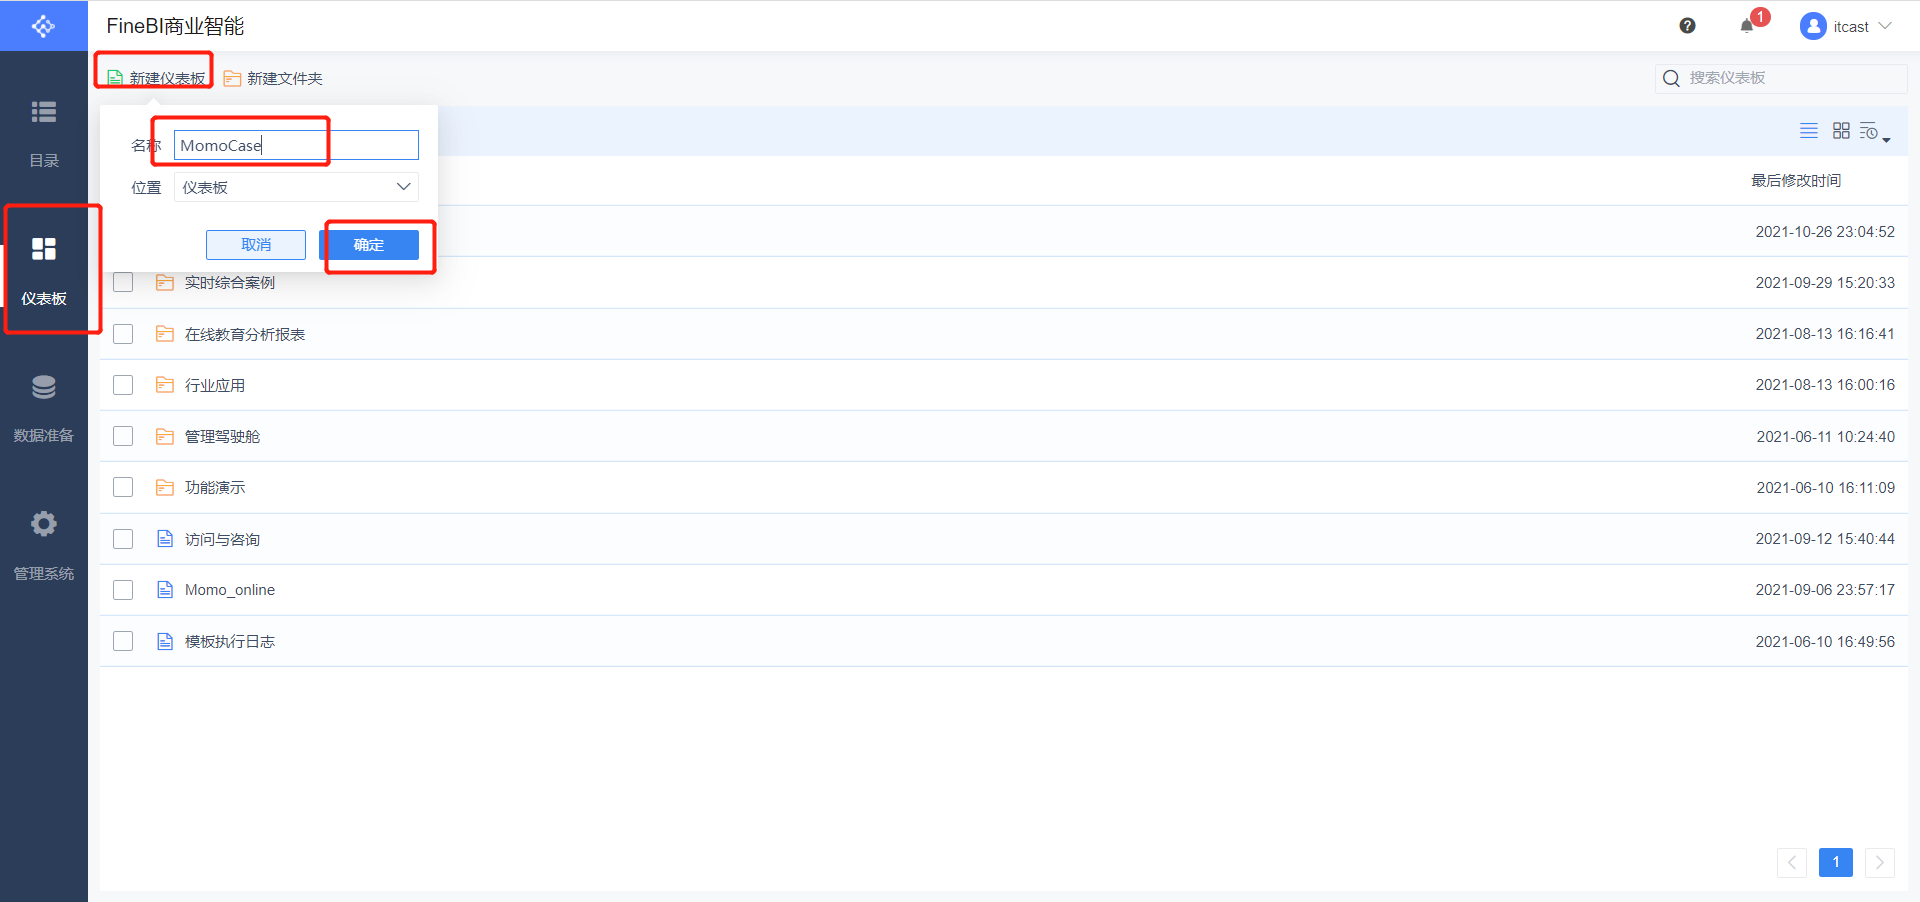 FineBI商业智能
1
itcast
新建仪表板
新建文件夹
搜索仪表板
名称
MomoCase
位置
仪表板
取消
确定
目录
仪表板
数据准备
管理系统
最后修改时间
2021-10-26 23:04:52
实时综合案例
2021-09-29 15:20:33
在线教育分析报表
2021-08-13 16:16:41
行业应用
2021-08-13 16:00:16
管理驾驶舱
2021-06-11 10:24:40
功能演示
2021-06-10 16:11:09
访问与咨询
2021-09-12 15:40:44
Momo_online
2021-09-06 23:57:17
模板执行日志
2021-06-10 16:49:56
1